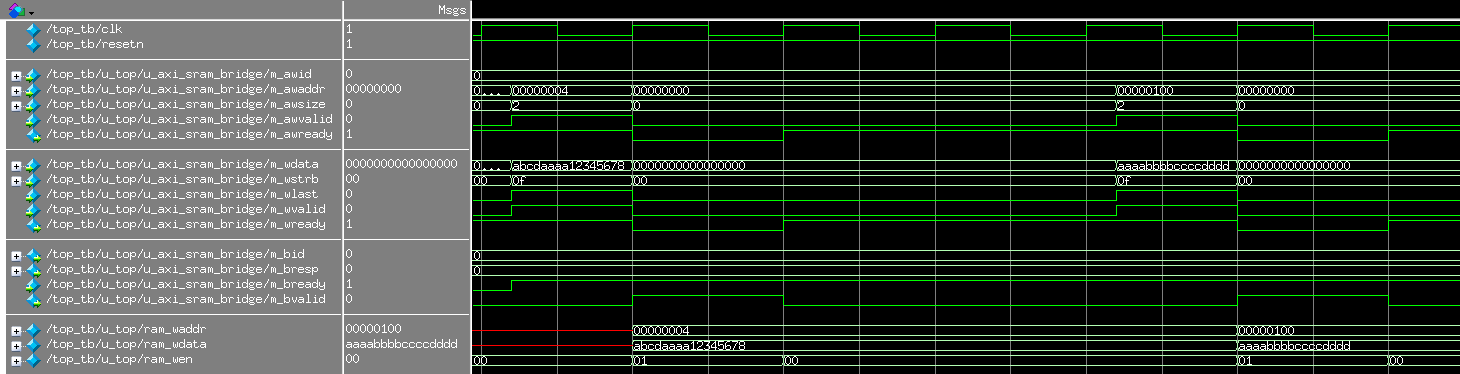 Msgs
/top_tb/clk 1
/top_tb/resetn 1
/top_tb/u_top/u_axi_sram_bridge/m_awid 0 0
/top_tb/u_top/u_axi_sram_bridge/m_awaddr 00000000 0... 00000004 00000000 00000100 00000000
/top_tb/u_top/u_axi_sram_bridge/m_awsize 0 0 2 0 2 0
/top_tb/u_top/u_axi_sram_bridge/m_awvalid 0
/top_tb/u_top/u_axi_sram_bridge/m_awready 1
/top_tb/u_top/u_axi_sram_bridge/m_wdata 0000000000000000 0... abcdaaaa12345678 0000000000000000 aaaabbbbccccdddd 0000000000000000
/top_tb/u_top/u_axi_sram_bridge/m_wstrb 00 00 0f 00 0f 00
/top_tb/u_top/u_axi_sram_bridge/m_wlast 0
/top_tb/u_top/u_axi_sram_bridge/m_wvalid 0
/top_tb/u_top/u_axi_sram_bridge/m_wready 1
/top_tb/u_top/u_axi_sram_bridge/m_bid 0 0
/top_tb/u_top/u_axi_sram_bridge/m_bresp 0 0
/top_tb/u_top/u_axi_sram_bridge/m_bready 1
/top_tb/u_top/u_axi_sram_bridge/m_bvalid 0
/top_tb/u_top/ram_waddr 00000100 00000004 00000100
/top_tb/u_top/ram_wdata aaaabbbbccccdddd abcdaaaa12345678 aaaabbbbccccdddd
/top_tb/u_top/ram_wen 00 00 01 00 01 00